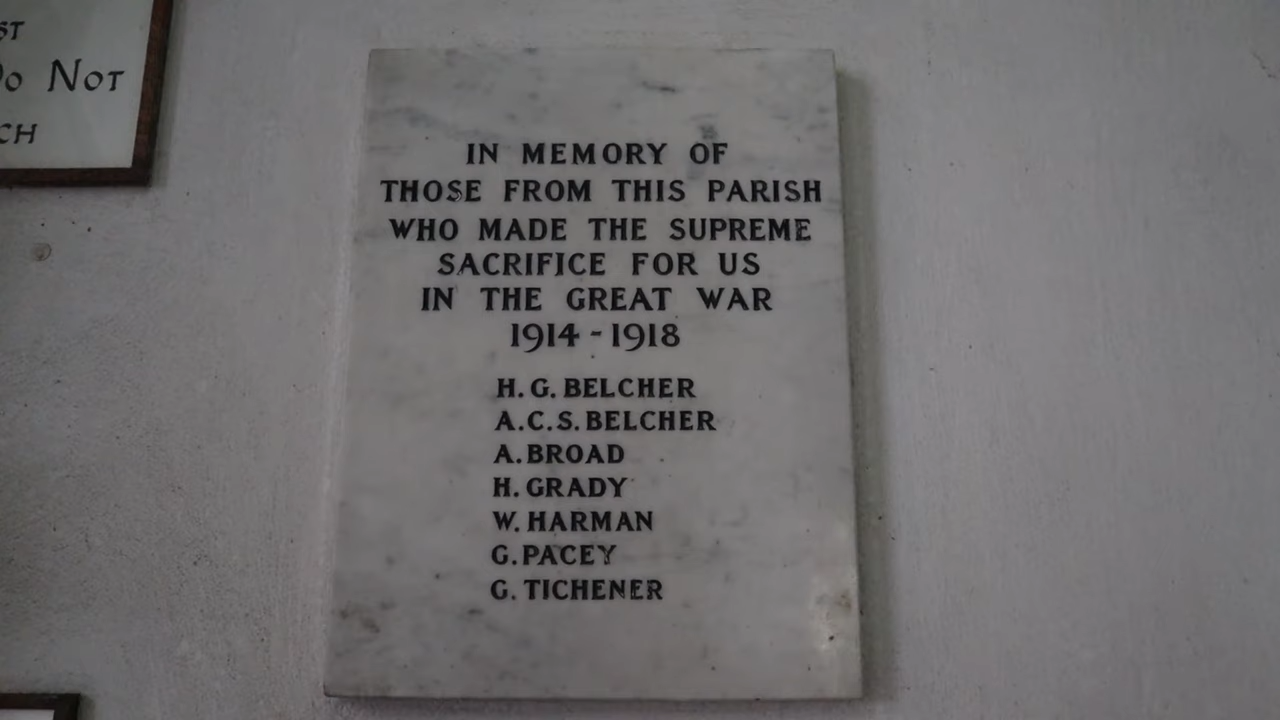 Not
IN MEMORY OF
THOSE FROM THIS PARISH
WHO MADE THE SUPREME
SACRIFICE FOR US
IN THE GREAT WAR
1914 - 1918
H. G. BELCHER
A. C. S. BELCHER
A. BROAD
H. GRADY
W. HARMAN
G. PACEY
G. TICHENER